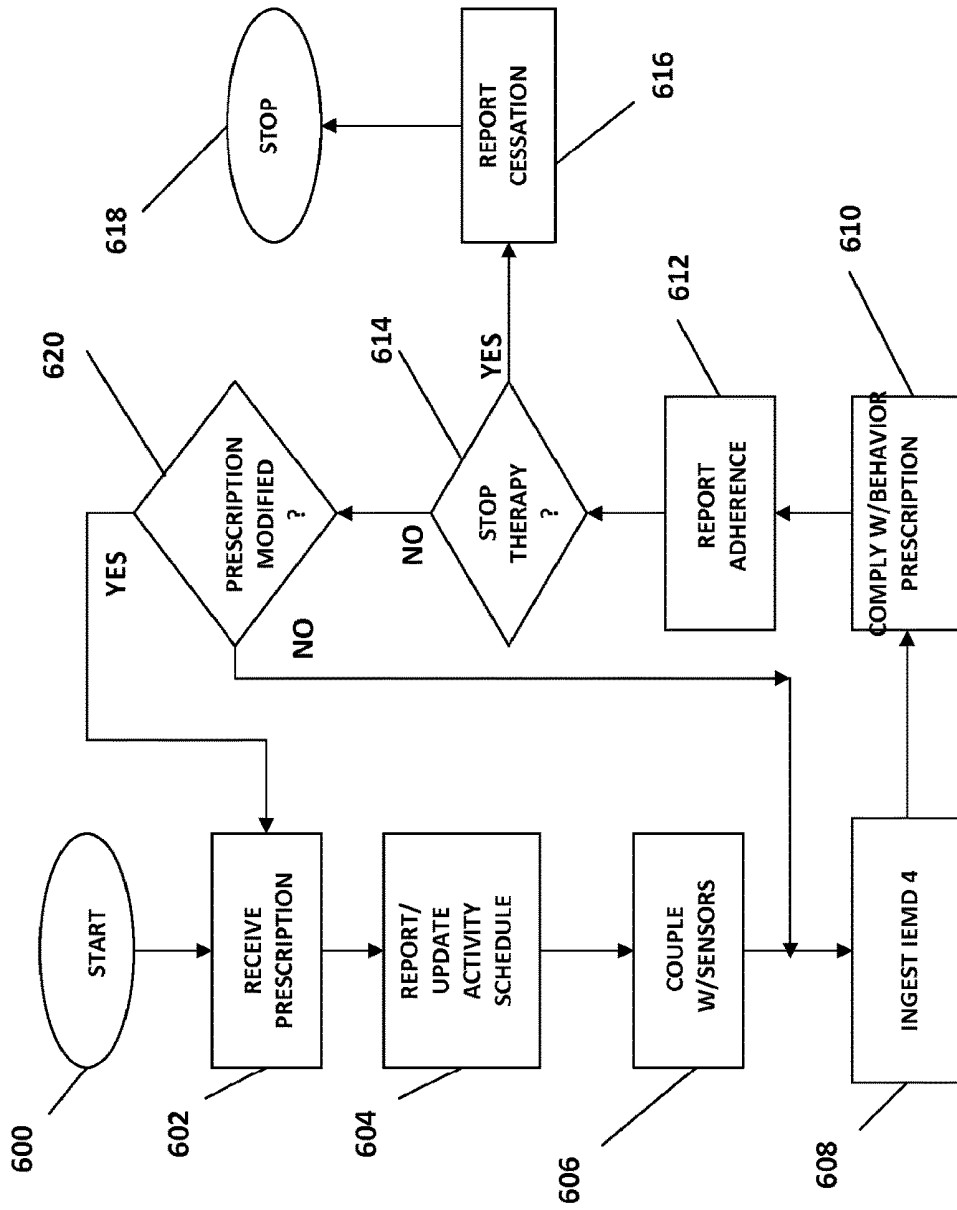 600
START
602
RECEIVE
PRESCRIPTION
604
REPORT/
UPDATE
ACTIVITY
SCHEDULE
606
COUPLE
W/SENSORS
608
INGEST IEMD 4
610
COMPLY W/BEHAVIOR
PRESCRIPTION
612
REPORT
ADHERENCE
614
STOP
THERAPY
?
YES
NO
616
REPORT
CESSATION
618
STOP
620
PRESCRIPTION
MODIFIED
?
YES
NO